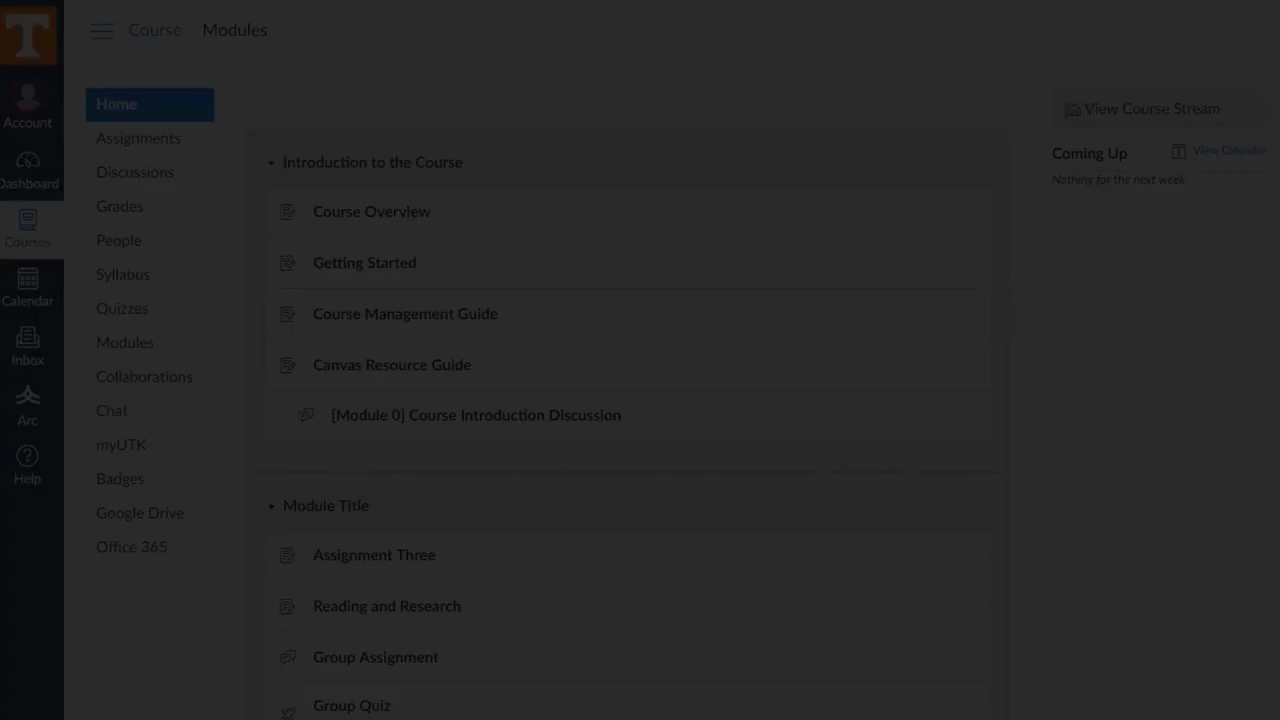 T
Course › Modules
Account
Dashboard
Courses
Calendar
Inbox
Arc
Help
Home
Assignments
Discussions
Grades
People
Syllabus
Quizzes
Modules
Collaborations
Chat
myUTK
Badges
Google Drive
Office 365
Introduction to the Course
Course Overview
Getting Started
Course Management Guide
Canvas Resource Guide
[Module 0] Course Introduction Discussion
Module Title
Assignment Three
Reading and Research
Group Assignment
Group Quiz
View Course Stream
Coming Up
View Calendar
Nothing for the next week